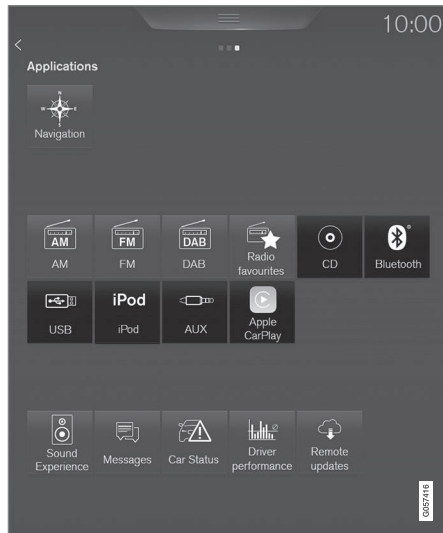 10:00
Applications
N
W E
S
Navigation
AM FM DAB
AM FM DAB Radio favourites CD Bluetooth
iPod
USB iPod AUX Apple CarPlay
Sound Experience Messages Car Status Driver performance Remote updates
G057416